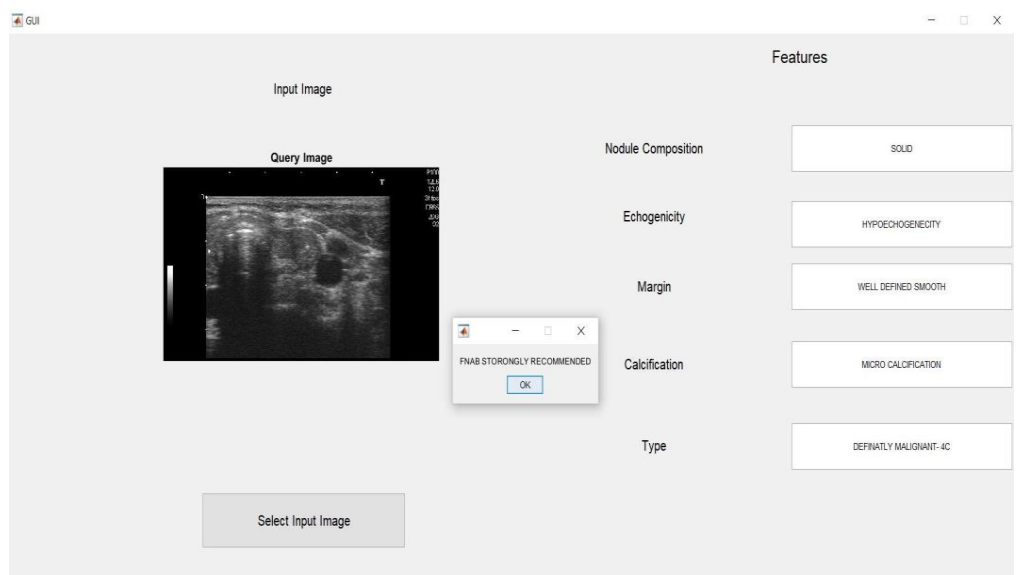 GUI
Features
Input Image
Query Image
T
Nodule Composition
SOLID
Echogenicity
HYPOECHOGENECITY
Margin
WELL DEFINED SMOOTH
FNAB STORONGLY RECOMMENDED
OK
Calcification
MICRO CALCIFICATION
Type
DEFINATLY MALIGNANT- 4C
Select Input Image